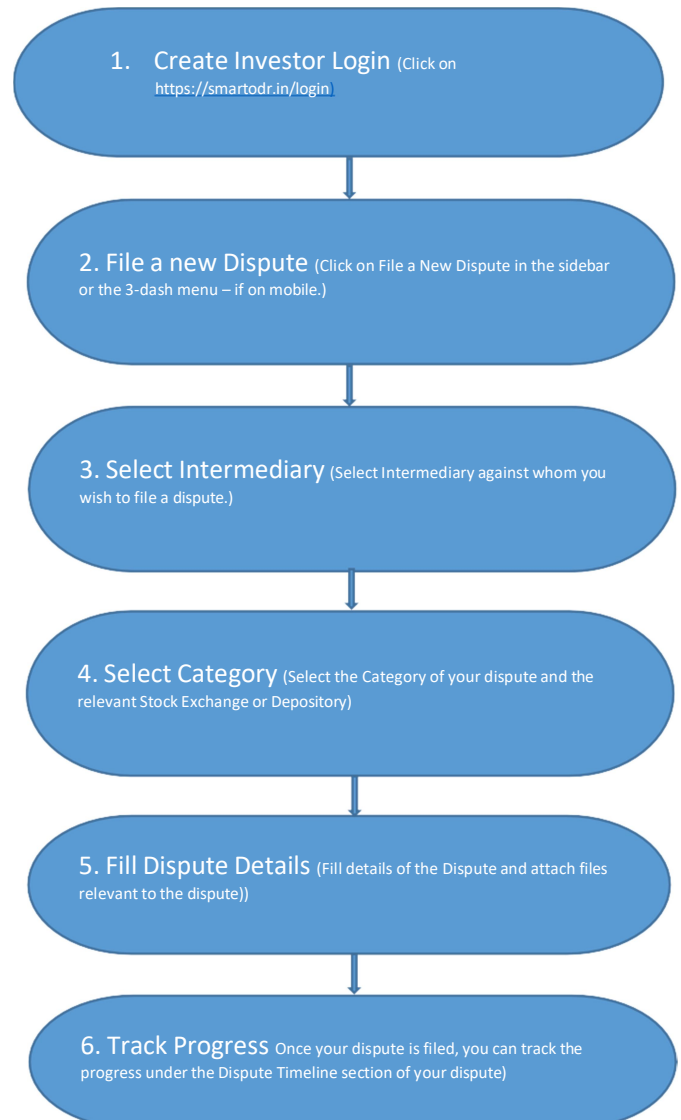 1. Create Investor Login (Click on
https://smartodr.in/login)
2. File a new Dispute (Click on File a New Dispute in the sidebar
or the 3-dash menu – if on mobile.)
3. Select Intermediary (Select Intermediary against whom you
wish to file a dispute.)
4. Select Category (Select the Category of your dispute and the
relevant Stock Exchange or Depository)
5. Fill Dispute Details (Fill details of the Dispute and attach files
relevant to the dispute))
6. Track Progress Once your dispute is filed, you can track the
progress under the Dispute Timeline section of your dispute)